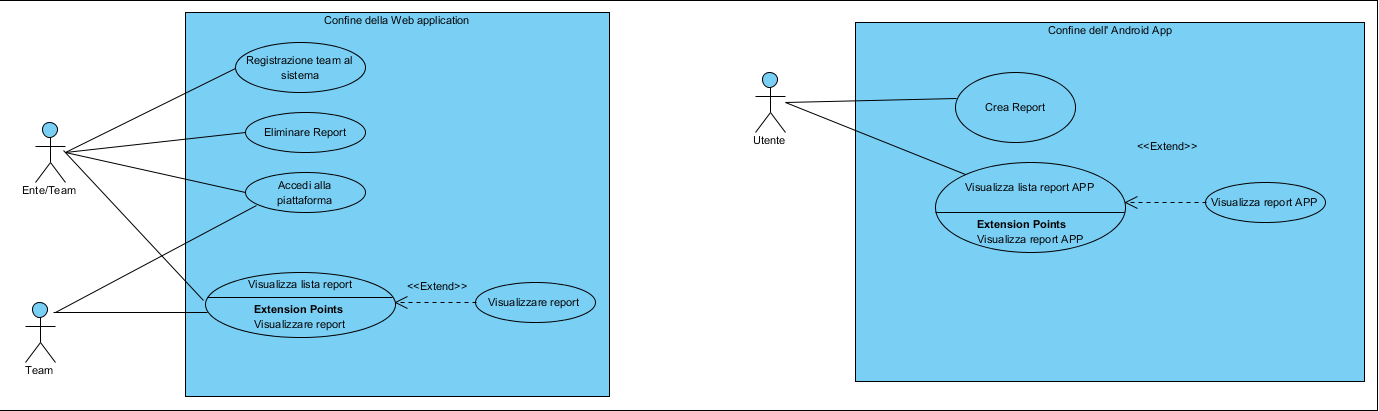 Confine della Web application
Registrazione team al
sistema
Eliminare Report
Accedi alla
piattaforma
Ente/Team
Visualizza lista report
Extension Points
Visualizzare report
<<Extend>>
Visualizzare report
Team
Confine dell' Android App
Crea Report
Utente
<<Extend>>
Visualizza lista report APP
Extension Points
Visualizza report APP
Visualizza report APP